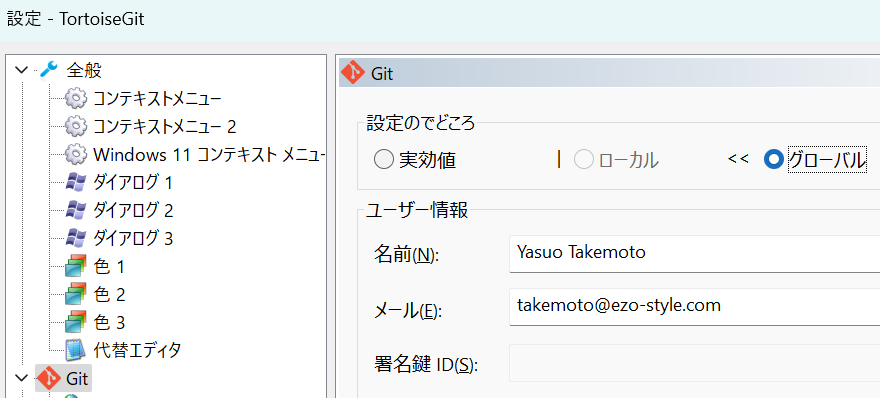 設定 - TortoiseGit
全般
コンテキストメニュー
コンテキストメニュー 2
Windows 11 コンテキスト メニュー
ダイアログ 1
ダイアログ 2
ダイアログ 3
色 1
色 2
色 3
代替エディタ
Git
Git
設定のでどころ
実効値 | ローカル << グローバル
ユーザー情報
名前(N): Yasuo Takemoto
メール(E): takemoto@ezo-style.com
署名鍵 ID(S):